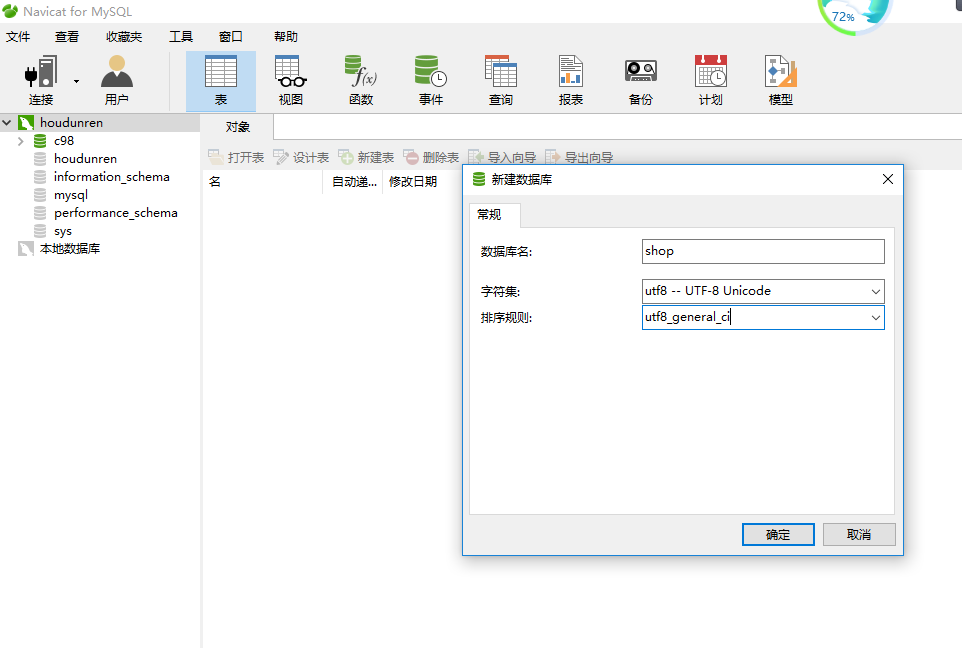 Navicat for MySQL
72%
文件 查看 收藏夹 工具 窗口 帮助
f(x)
连接 用户 表 视图 函数 事件 查询 报表 备份 计划 模型
houdunren
c98
houdunren
information_schema
mysql
performance_schema
sys
本地数据库
对象
打开表 设计表 新建表 删除表 导入向导 导出向导
名 自动递... 修改日期
新建数据库
常规
数据库名: shop
字符集: utf8 -- UTF-8 Unicode
排序规则: utf8_general_ci
确定 取消